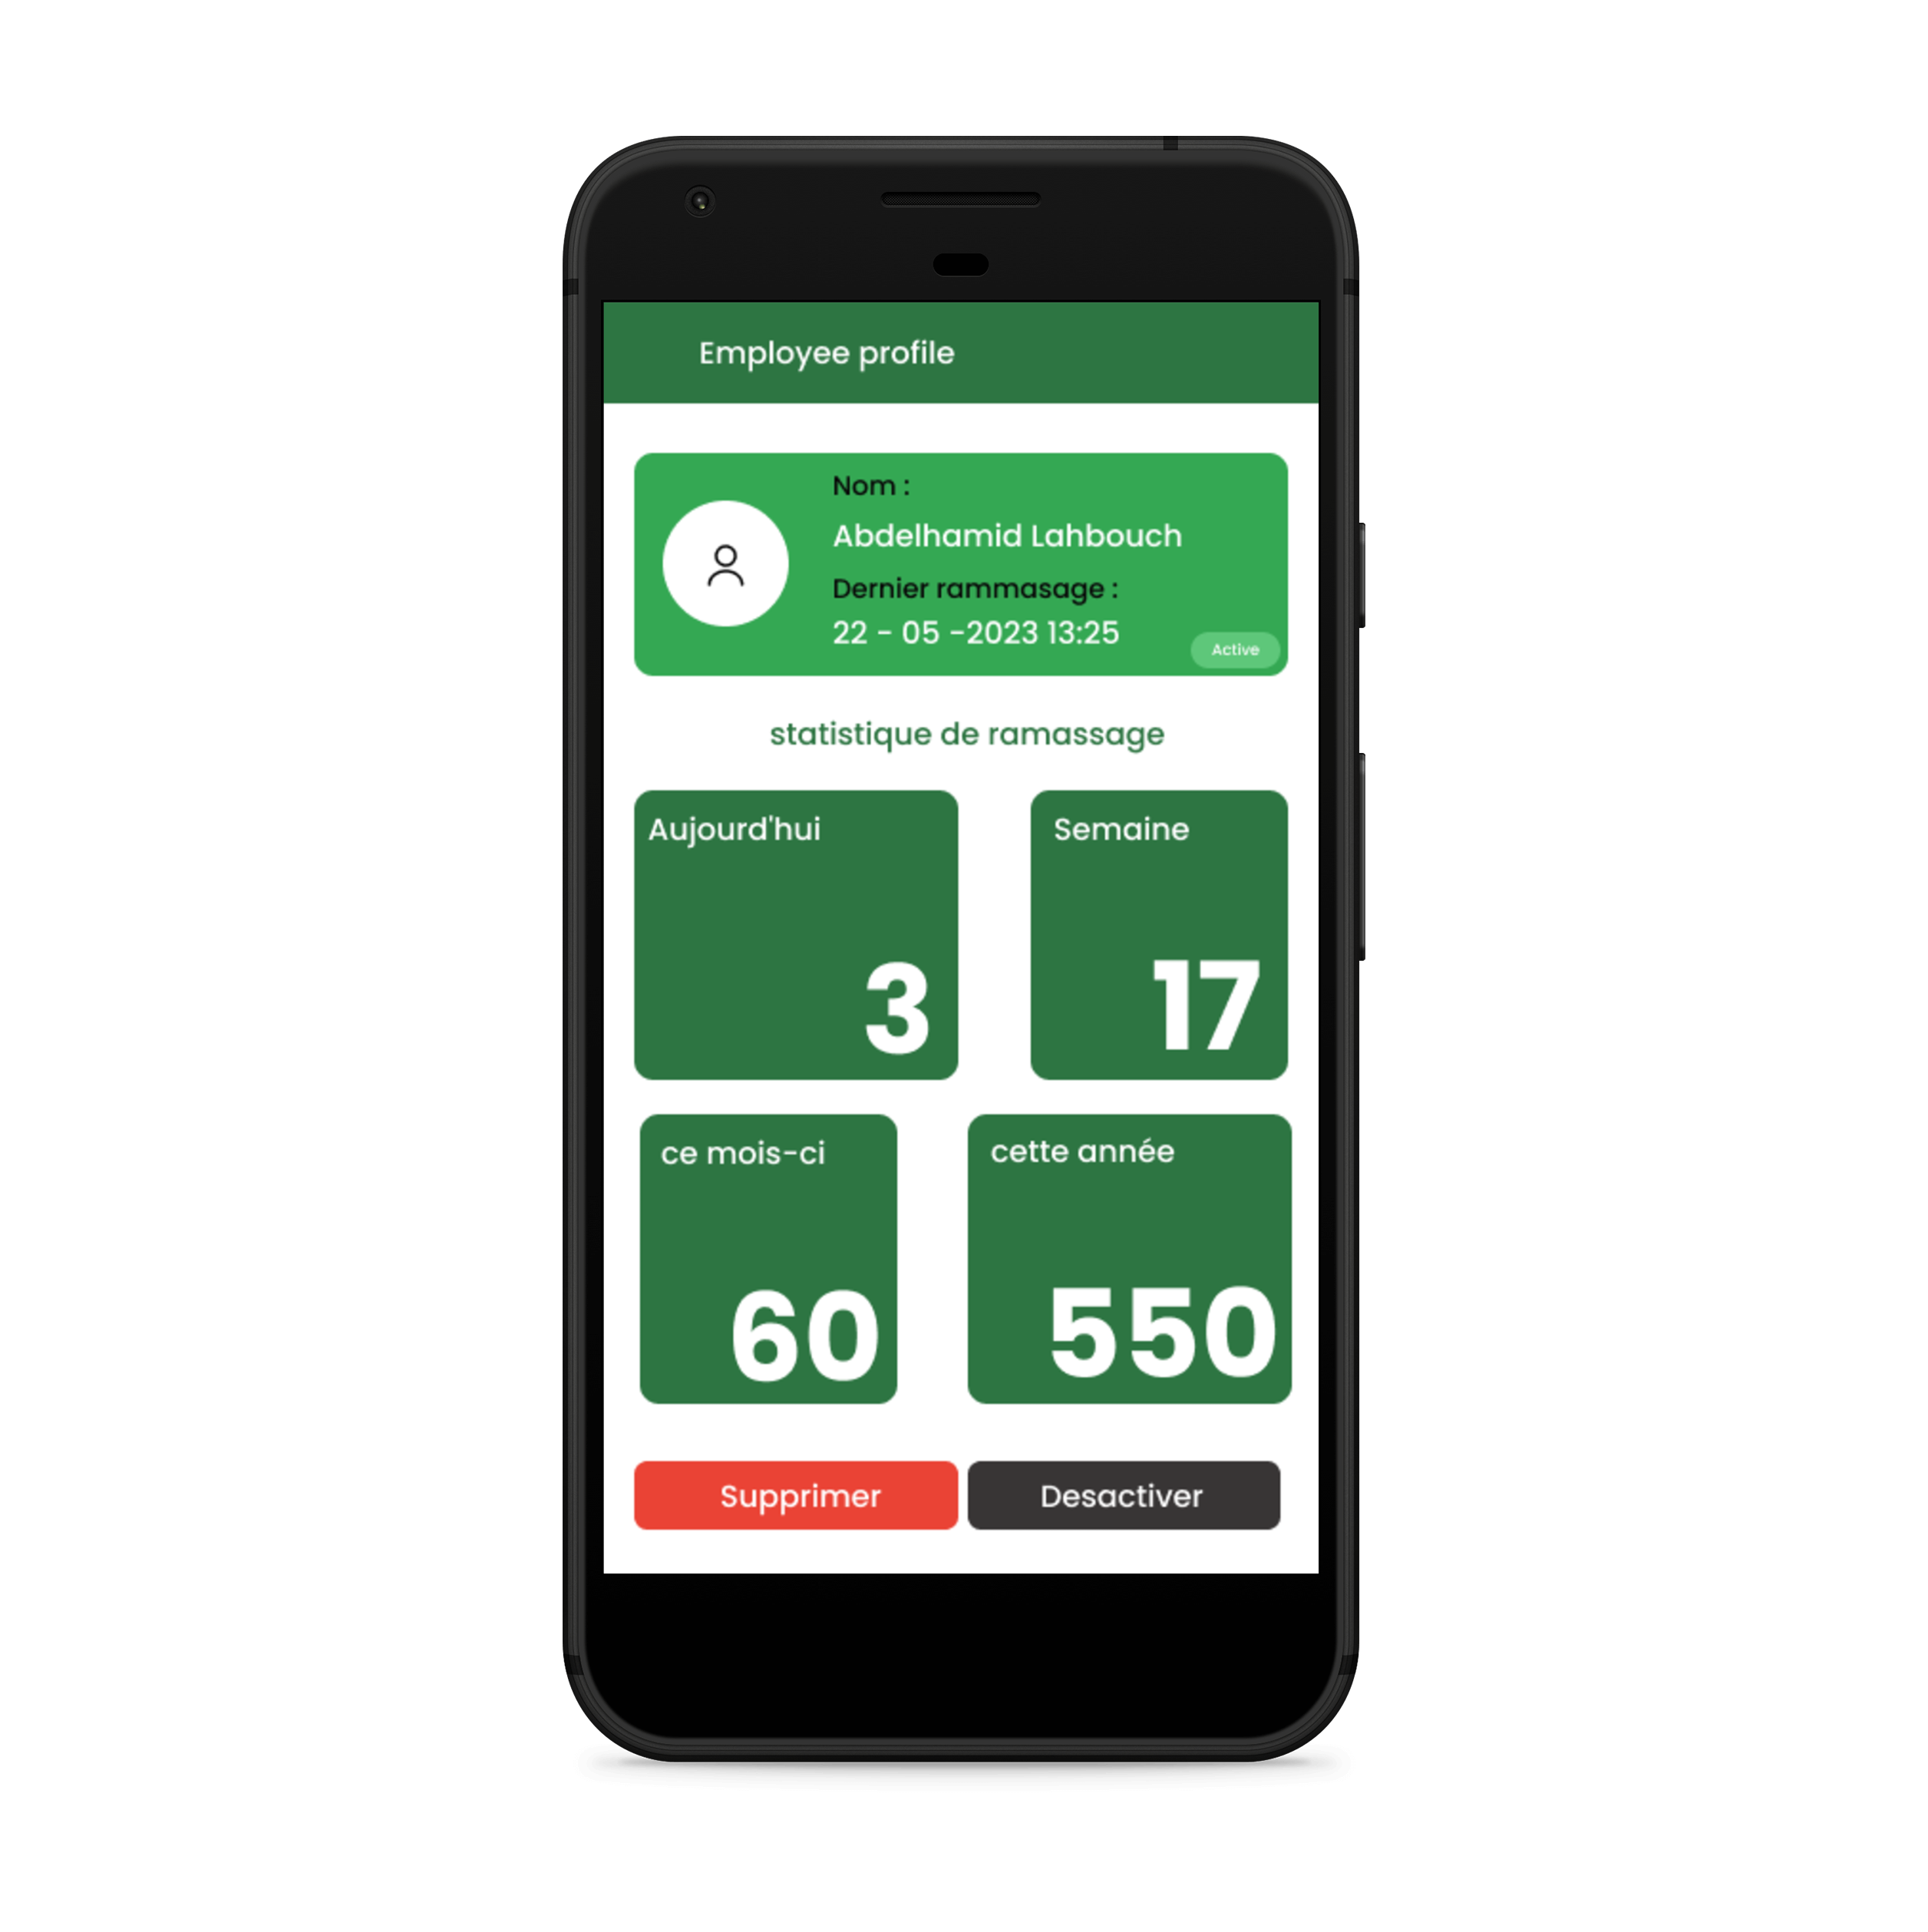 Employee profile
Nom :
Abdelhamid Lahbouch
Dernier rammasage :
22 - 05 -2023 13:25
Active
statistique de ramassage
Aujourd'hui
3
Semaine
17
ce mois-ci
60
cette année
550
Supprimer
Desactiver